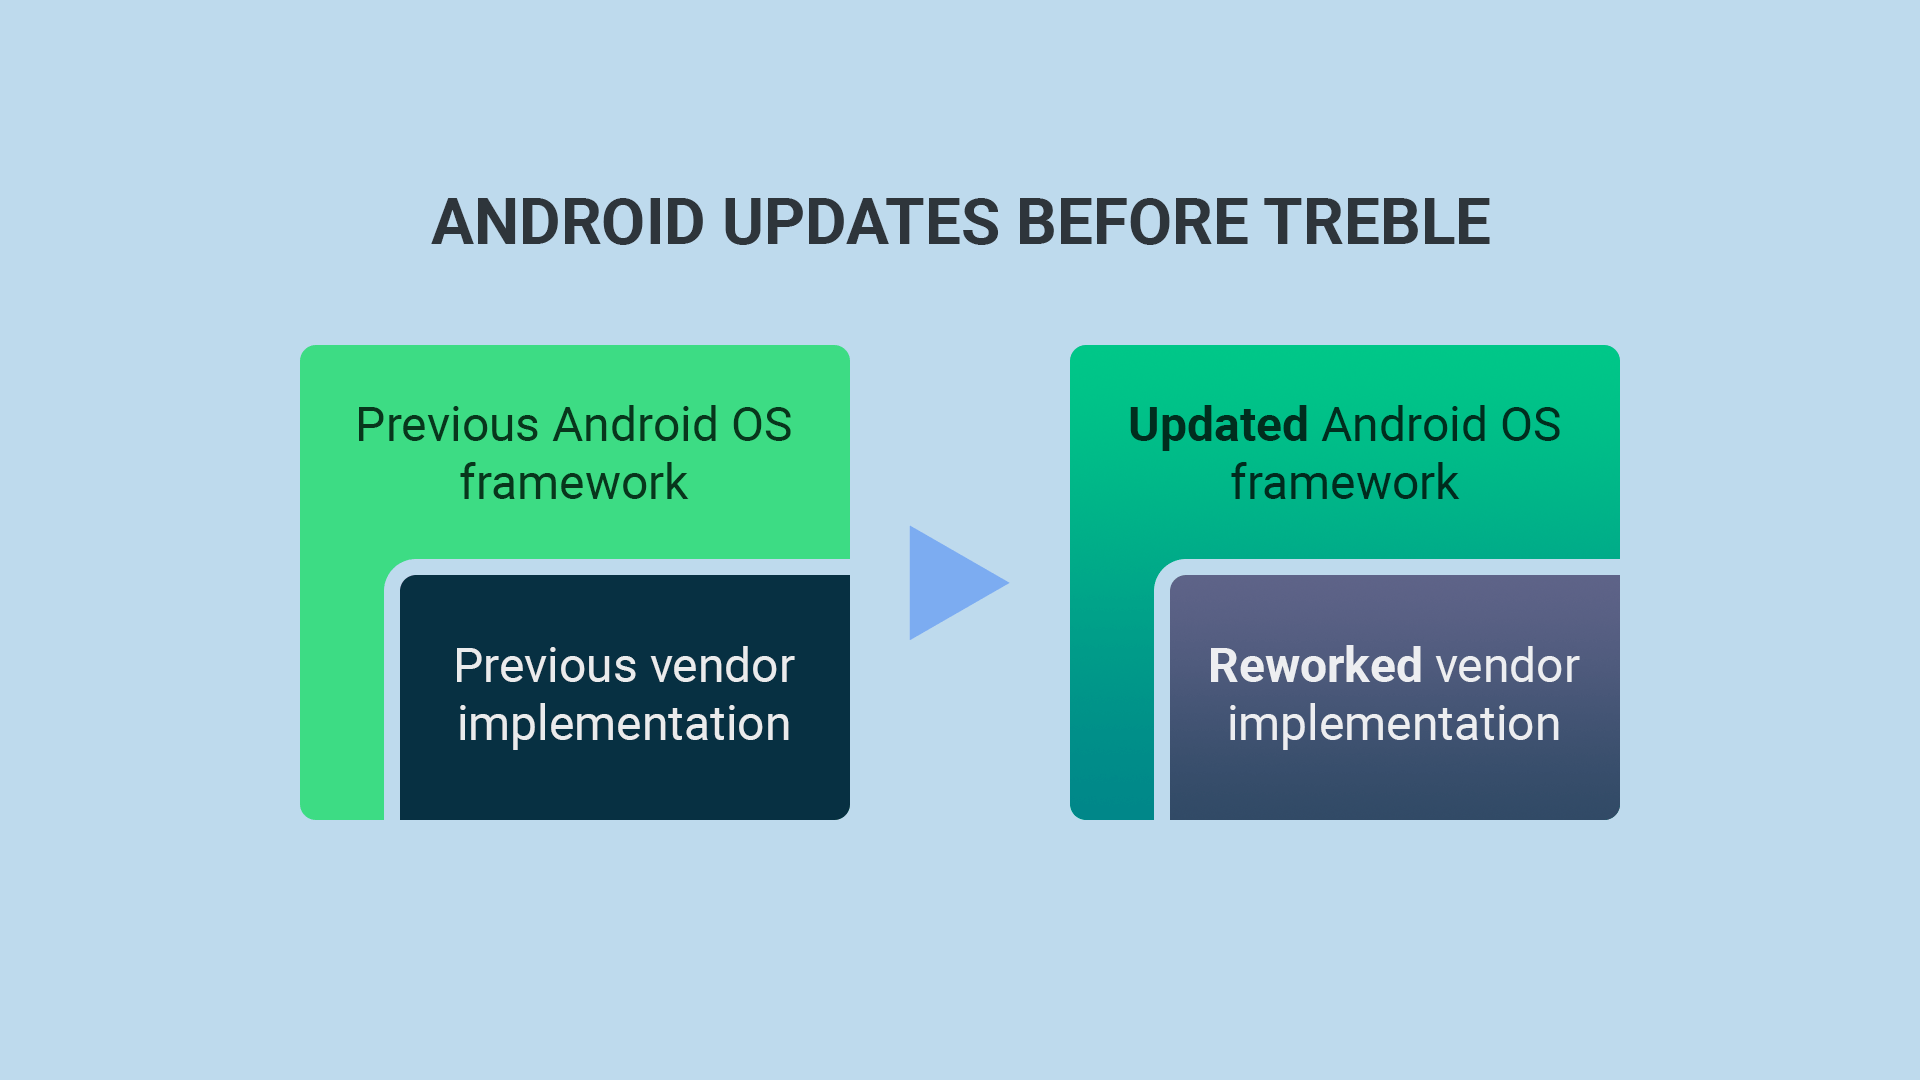 ANDROID UPDATES BEFORE TREBLE
Previous Android OS
framework
Previous vendor
implementation
Updated Android OS
framework
Reworked vendor
implementation